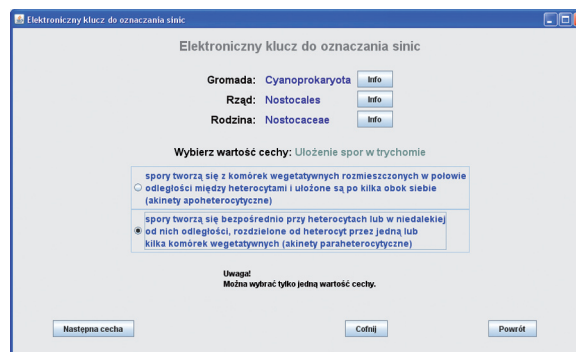 Elektroniczny klucz do oznaczania sinic
Elektroniczny klucz do oznaczania sinic
Gromada: Cyanoprokaryota Info
Rząd: Nostocales Info
Rodzina: Nostocaceae Info
Wybierz wartość cechy: Ułożenie spor w trychomie
spory tworzą się z komórek wegetatywnych rozmieszczonych w połowie
odległości między heterocytami i ułożone są po kilka obok siebie
(akinety apoheterocytyczne)
spory tworzą się bezpośrednio przy heterocytach lub w niedalekiej
od nich odległości, rozdzielone od heterocyt przez jedną lub
kilka komórek wegetatywnych (akinety paraheterocytyczne)
Uwaga!
Można wybrać tylko jedną wartość cechy.
Następna cecha Cofnij Powrót